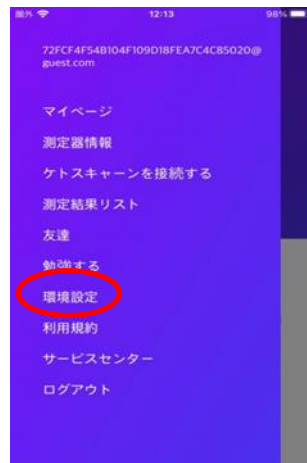 圏外 12:13 98%
72FCF4F54B104F109D18FEA7C4C85020@
guest.com
マイページ
測定器情報
ケトスキャーンを接続する
測定結果リスト
友達
勉強する
環境設定
利用規約
サービスセンター
ログアウト